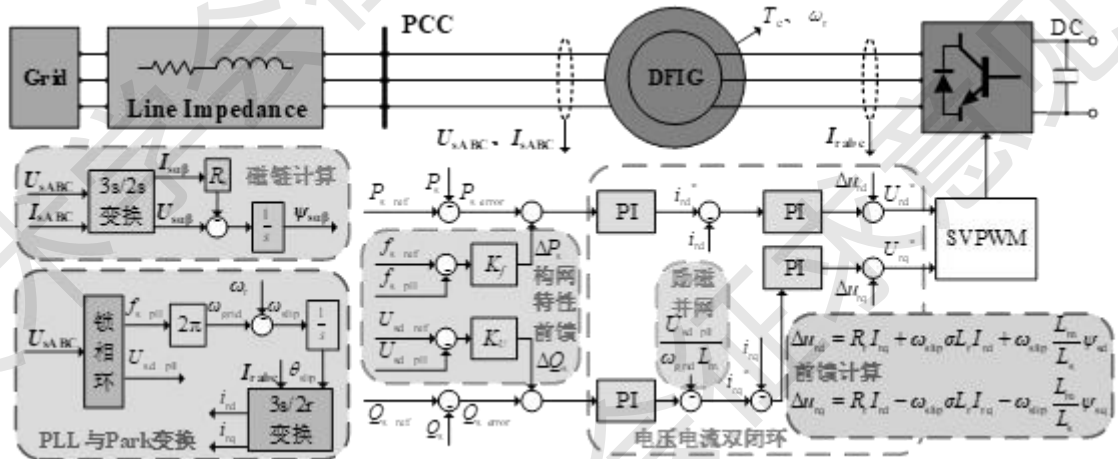 PCC
T_c、 ω_r
DC
Grid
Line Impedance
DFIG
U_sABC、I_sABC
I_rabc
I_sαβ
R_s
磁链计算
U_sABC
I_sABC
3s/2s
变换
U_sαβ
1/s
ψ_sαβ
P_s_ref
P_s
P_s_error
PI
i_rd^*
i_rd
PI
Δu_rd
U_rd^*
SVPWM
f_s_ref
f_s_pll
K_f
ΔP_s
构网
特性
前馈
U_sd_ref
U_sd_pll
K_U
ΔQ_s
励磁
并网
U_sd_pll
ω_grid L_m
PI
U_rq^*
Δu_rq
i_rq
i_rq^*
U_sABC
锁
相
环
f_s_pll
2π
ω_grid
ω_r
ω_slip
1/s
U_sd_pll
I_rabc
θ_slip
i_rd
i_rq
3s/2r
变换
PLL 与Park变换
Q_s_ref
Q_s
Q_s_error
PI
电压电流双闭环
Δu_rd = R_r I_rq + ω_slip σL_r I_rd + ω_slip L_m/L_s ψ_sd
前馈计算
Δu_rq = R_r I_rd − ω_slip σL_r I_rq − ω_slip L_m/L_s ψ_sq